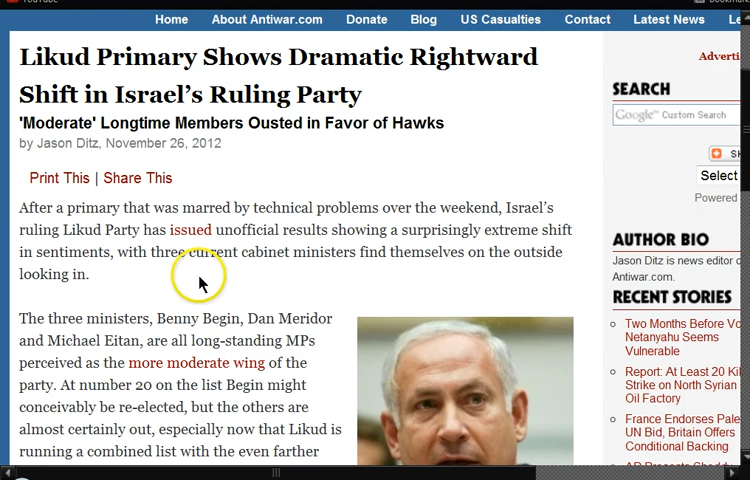 YouTube
Home About Antiwar.com Donate Blog US Casualties Contact Latest News
Likud Primary Shows Dramatic Rightward
Shift in Israel's Ruling Party
'Moderate' Longtime Members Ousted in Favor of Hawks
by Jason Ditz, November 26, 2012
Print This | Share This
After a primary that was marred by technical problems over the weekend, Israel's
ruling Likud Party has issued unofficial results showing a surprisingly extreme shift
in sentiments, with three current cabinet ministers find themselves on the outside
looking in.
The three ministers, Benny Begin, Dan Meridor
and Michael Eitan, are all long-standing MPs
perceived as the more moderate wing of the
party. At number 20 on the list Begin might
conceivably be re-elected, but the others are
almost certainly out, especially now that Likud is
running a combined list with the even farther
Adverti
SEARCH
Google™ Custom Search
SH
Select
Powered
AUTHOR BIO
Jason Ditz is news editor o
Antiwar.com.
RECENT STORIES
Two Months Before Vo
Netanyahu Seems
Vulnerable
Report: At Least 20 Kil
Strike on North Syrian
Oil Factory
France Endorses Pale
UN Bid, Britain Offers
Conditional Backing